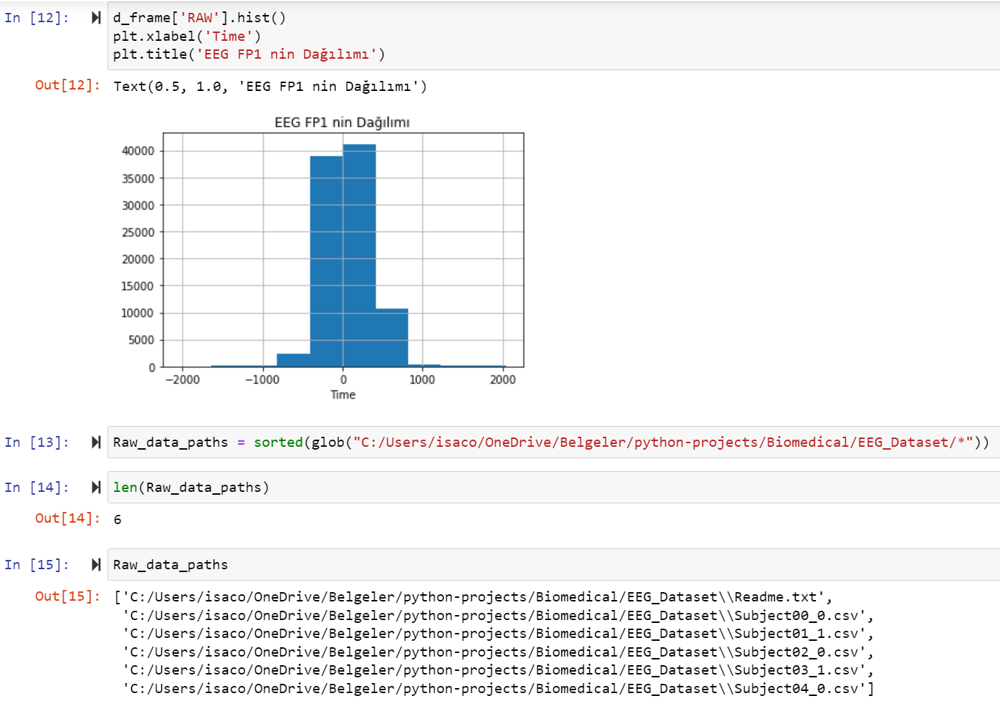 In [12]:
d_frame['RAW'].hist()
plt.xlabel('Time')
plt.title('EEG FP1 nin Dağılımı')
Out[12]: Text(0.5, 1.0, 'EEG FP1 nin Dağılımı')
EEG FP1 nin Dağılımı
40000
35000
30000
25000
20000
15000
10000
5000
0
−2000 −1000 0 1000 2000
Time
In [13]: Raw_data_paths = sorted(glob("C:/Users/isaco/OneDrive/Belgeler/python-projects/Biomedical/EEG_Dataset/*"))
In [14]: len(Raw_data_paths)
Out[14]: 6
In [15]: Raw_data_paths
Out[15]: ['C:/Users/isaco/OneDrive/Belgeler/python-projects/Biomedical/EEG_Dataset\\Readme.txt',
'C:/Users/isaco/OneDrive/Belgeler/python-projects/Biomedical/EEG_Dataset\\Subject00_0.csv',
'C:/Users/isaco/OneDrive/Belgeler/python-projects/Biomedical/EEG_Dataset\\Subject01_1.csv',
'C:/Users/isaco/OneDrive/Belgeler/python-projects/Biomedical/EEG_Dataset\\Subject02_0.csv',
'C:/Users/isaco/OneDrive/Belgeler/python-projects/Biomedical/EEG_Dataset\\Subject03_1.csv',
'C:/Users/isaco/OneDrive/Belgeler/python-projects/Biomedical/EEG_Dataset\\Subject04_0.csv']